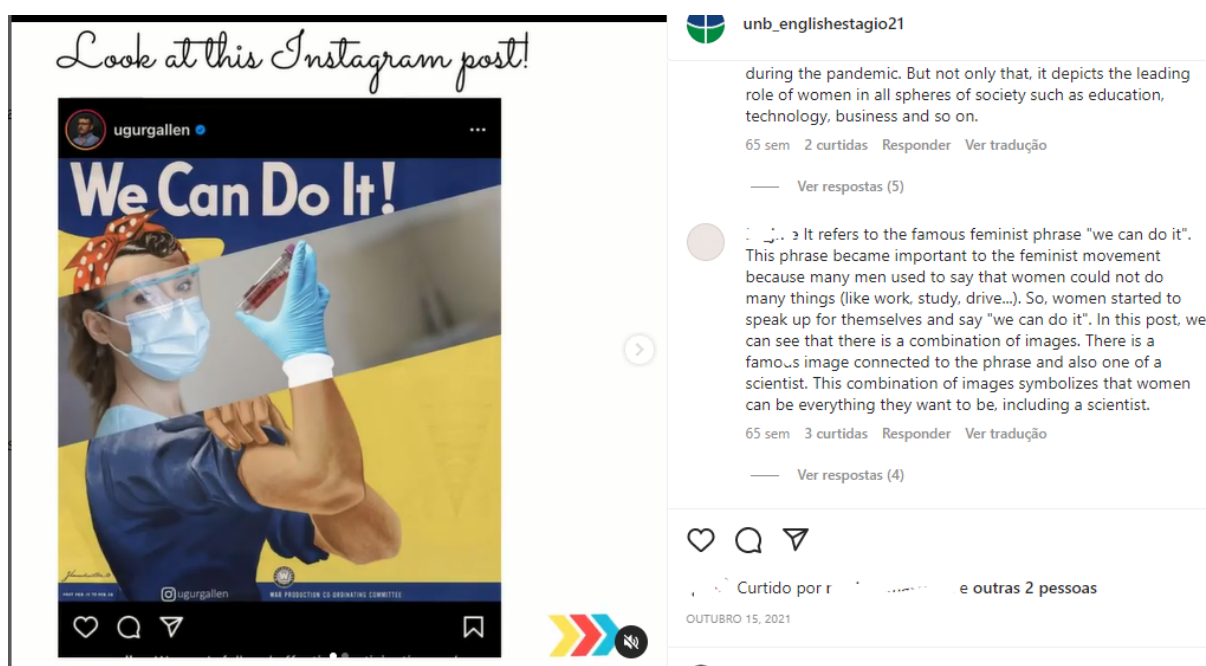 Look at this Instagram post!
ugurgallen
We Can Do It!
ugurgallen
WAR PRODUCTION CO-ORDINATING COMMITTEE
unb_englishestagio21
during the pandemic. But not only that, it depicts the leading
role of women in all spheres of society such as education,
technology, business and so on.
65 sem 2 curtidas Responder Ver tradução
Ver respostas (5)
It refers to the famous feminist phrase "we can do it".
This phrase became important to the feminist movement
because many men used to say that women could not do
many things (like work, study, drive...). So, women started to
speak up for themselves and say "we can do it". In this post, we
can see that there is a combination of images. There is a
famous image connected to the phrase and also one of a
scientist. This combination of images symbolizes that women
can be everything they want to be, including a scientist.
65 sem 3 curtidas Responder Ver tradução
Ver respostas (4)
Curtido por
e outras 2 pessoas
OUTUBRO 15, 2021